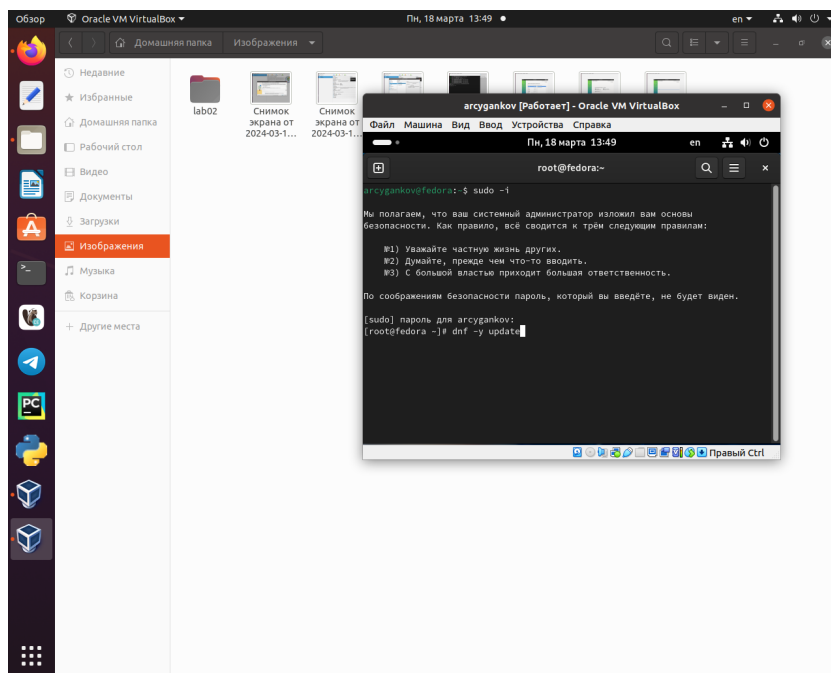 Обзор
Oracle VM VirtualBox
Пн, 18 марта 13:49
en
Домашняя папка
Изображения
Недавние
Избранные
Домашняя папка
Рабочий стол
Видео
Документы
Загрузки
Изображения
Музыка
Корзина
+ Другие места
lab02
Снимок
экрана от
2024-03-1...
Снимок
экрана от
2024-03-1...
arcygankov [Работает] - Oracle VM VirtualBox
Файл Машина Вид Ввод Устройства Справка
Пн, 18 марта 13:49
en
root@fedora:~
arcygankov@fedora:~$ sudo -i
Мы полагаем, что ваш системный администратор изложил вам основы
безопасности. Как правило, всё сводится к трём следующим правилам:
№1) Уважайте частную жизнь других.
№2) Думайте, прежде чем что-то вводить.
№3) С большой властью приходит большая ответственность.
По соображениям безопасности пароль, который вы введёте, не будет виден.
[sudo] пароль для arcygankov:
[root@fedora ~]# dnf -y update
Правый Ctrl
PC